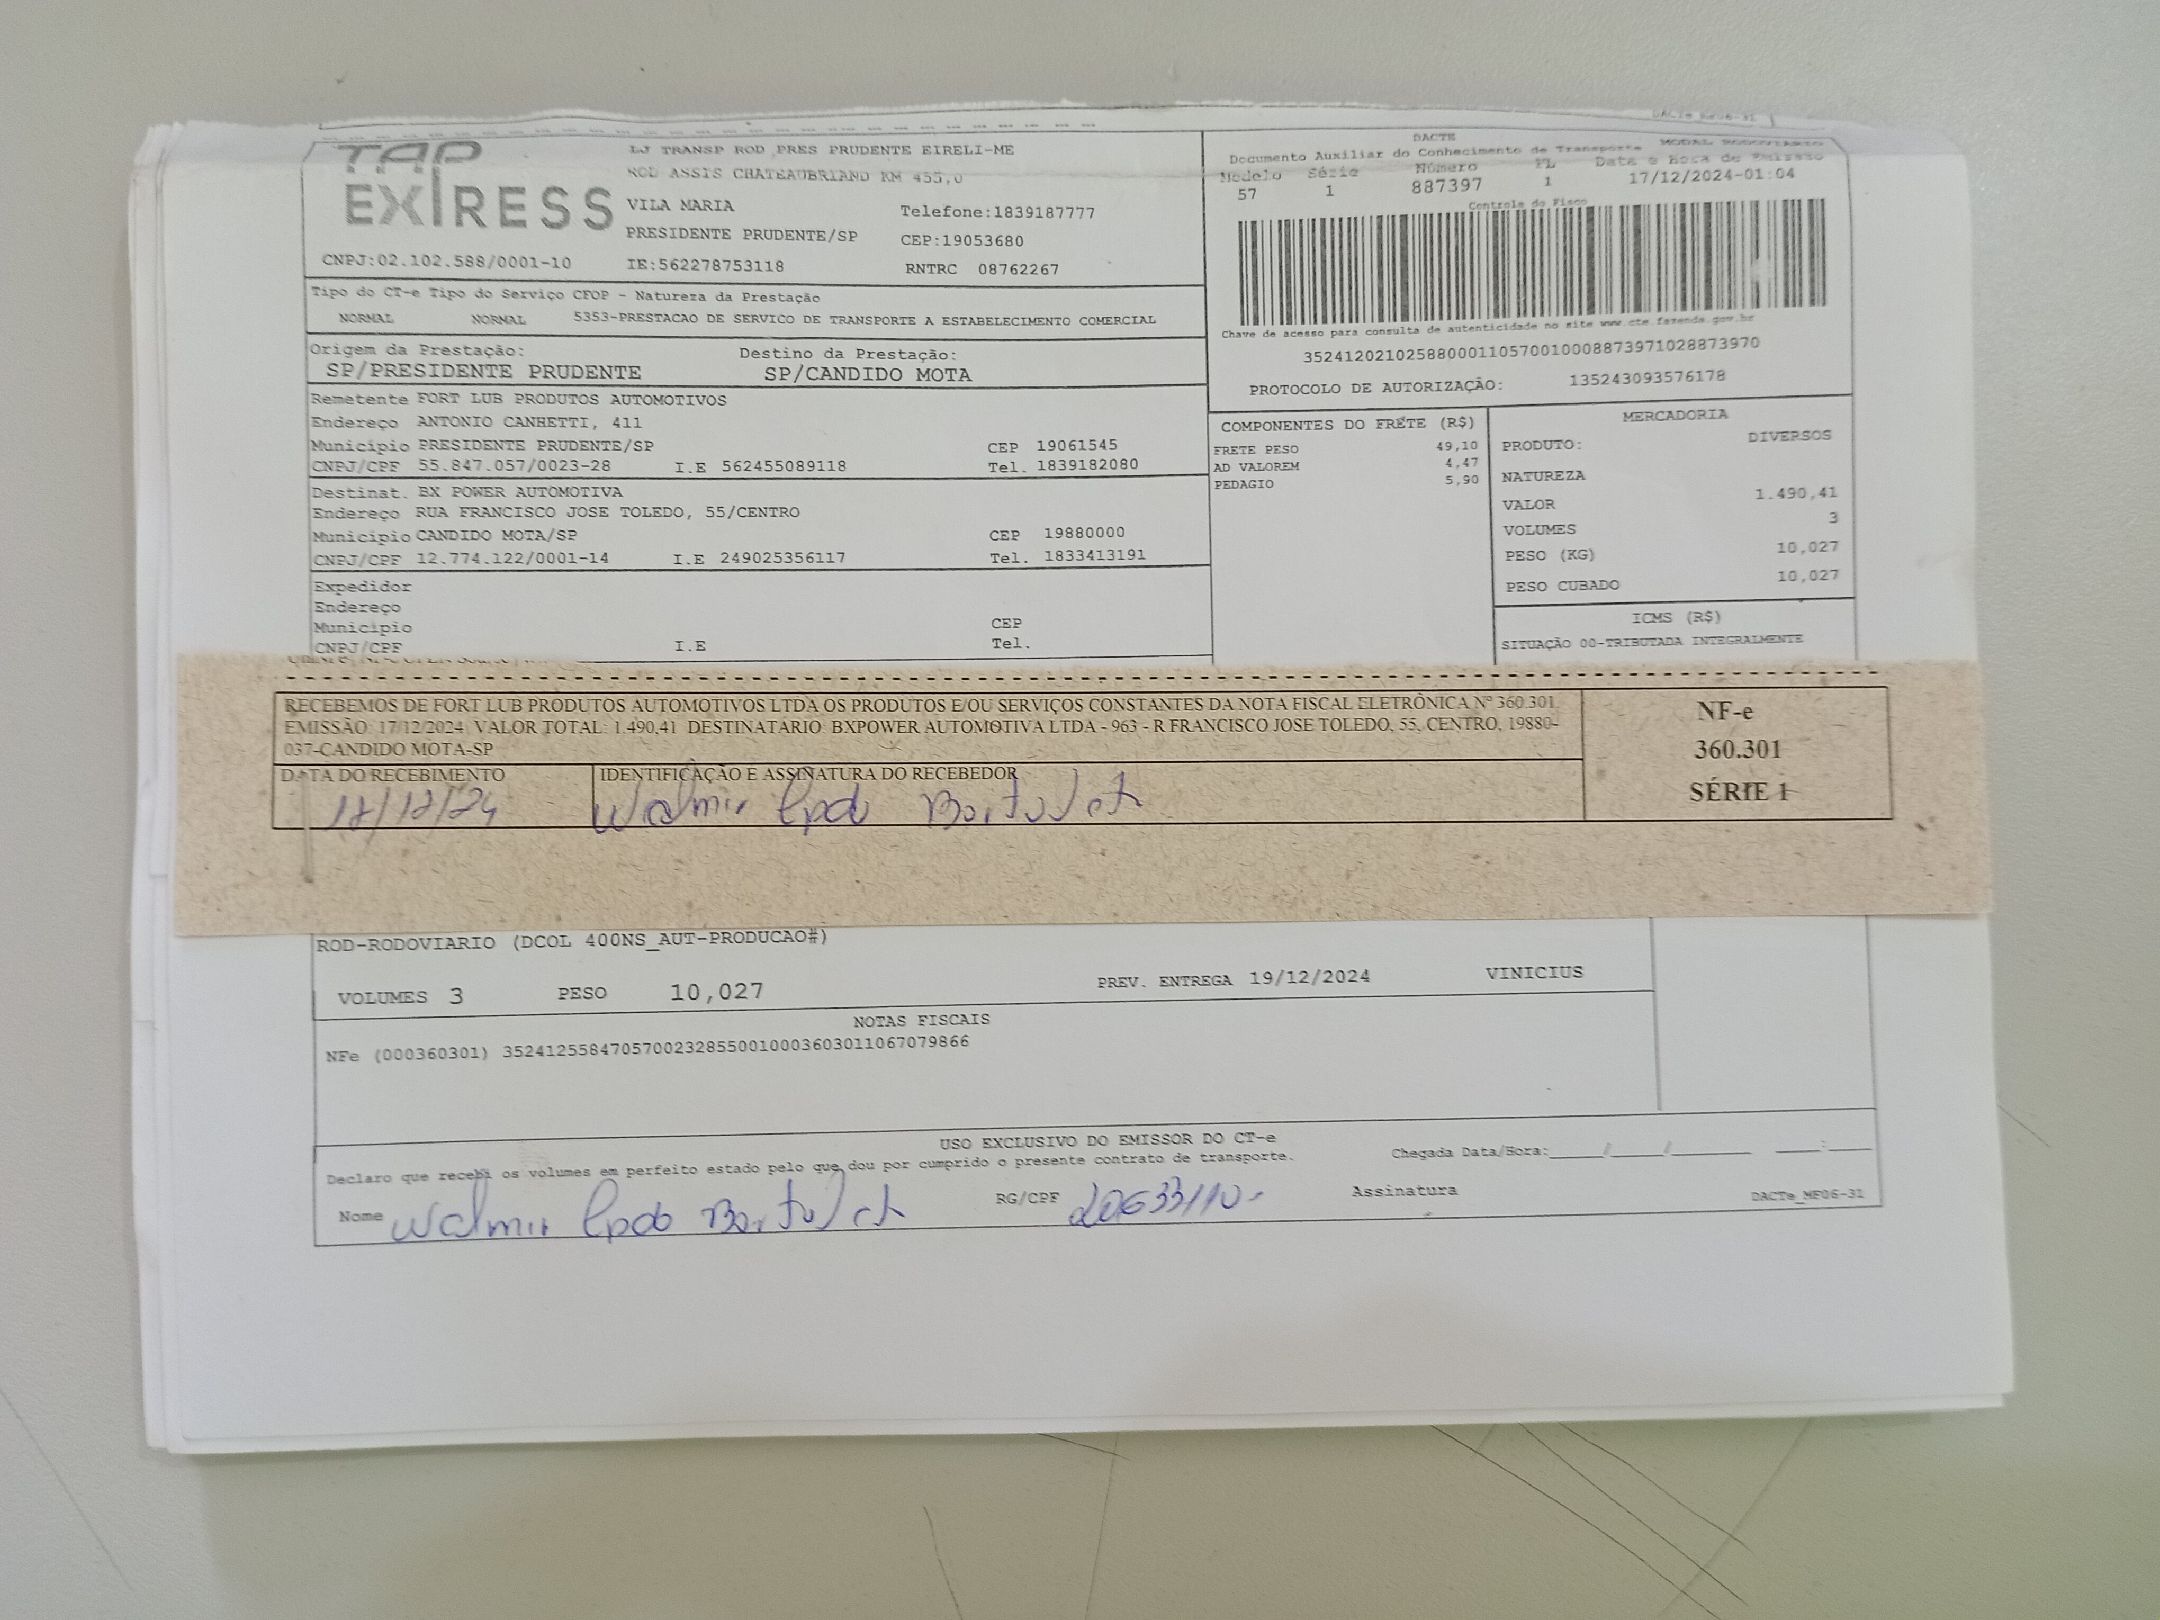 TAP EXPRESS
LJ TRANSP ROD PRES PRUDENTE EIRELI-ME
ROD ASSIS CHATEAUBRIAND KM 455,0
VILA MARIA Telefone:1839187777
PRESIDENTE PRUDENTE/SP CEP:19053680
CNPJ:02.102.588/0001-10 IE:562278753118 RNTRC 08762267
DACTE MODAL RODOVIARIO
Documento Auxiliar do Conhecimento de Transporte
Modelo Série Número FL Data e Hora de Emissão
57 1 887397 1 17/12/2024-01:04
Controle do Fisco
Chave de acesso para consulta de autenticidade no site www.cte.fazenda.gov.br
35241202102588000110570010008873971028873970
PROTOCOLO DE AUTORIZAÇÃO: 135243093576178
Tipo do CT-e Tipo do Serviço CFOP - Natureza da Prestação
NORMAL NORMAL 5353-PRESTACAO DE SERVICO DE TRANSPORTE A ESTABELECIMENTO COMERCIAL
Origem da Prestação: Destino da Prestação:
SP/PRESIDENTE PRUDENTE SP/CANDIDO MOTA
Remetente FORT LUB PRODUTOS AUTOMOTIVOS
Endereço ANTONIO CANHETTI, 411
Municipio PRESIDENTE PRUDENTE/SP CEP 19061545
CNPJ/CPF 55.847.057/0023-28 I.E 562455089118 Tel. 1839182080
Destinat. BX POWER AUTOMOTIVA
Endereço RUA FRANCISCO JOSE TOLEDO, 55/CENTRO
Municipio CANDIDO MOTA/SP CEP 19880000
CNPJ/CPF 12.774.122/0001-14 I.E 249025356117 Tel. 1833413191
Expedidor
Endereço
Municipio CEP
CNPJ/CPF I.E Tel.
COMPONENTES DO FRETE (R$)
FRETE PESO 49,10
AD VALOREM 4,47
PEDAGIO 5,90
MERCADORIA
PRODUTO: DIVERSOS
NATUREZA
VALOR 1.490,41
VOLUMES 3
PESO (KG) 10,027
PESO CUBADO 10,027
ICMS (R$)
SITUAÇÃO 00-TRIBUTADA INTEGRALMENTE
RECEBEMOS DE FORT LUB PRODUTOS AUTOMOTIVOS LTDA OS PRODUTOS E/OU SERVIÇOS CONSTANTES DA NOTA FISCAL ELETRÔNICA Nº 360.301
EMISSÃO: 17/12/2024 VALOR TOTAL: 1.490,41 DESTINATÁRIO: BXPOWER AUTOMOTIVA LTDA - 963 - R FRANCISCO JOSE TOLEDO, 55, CENTRO, 19880-
037-CANDIDO MOTA-SP
DATA DO RECEBIMENTO IDENTIFICAÇÃO E ASSINATURA DO RECEBEDOR
Walmir
NF-e
360.301
SÉRIE 1
ROD-RODOVIARIO (DCOL 400NS_AUT-PRODUCAO#)
VOLUMES 3 PESO 10,027 PREV. ENTREGA 19/12/2024 VINICIUS
NOTAS FISCAIS
NFe (000360301) 35241255847057002328550010003603011067079866
USO EXCLUSIVO DO EMISSOR DO CT-e
Declaro que recebi os volumes em perfeito estado pelo que dou por cumprido o presente contrato de transporte. Chegada Data/Hora:____/____/______ ____:____
Nome Walmir RG/CPF Assinatura DACTe_MF06-31